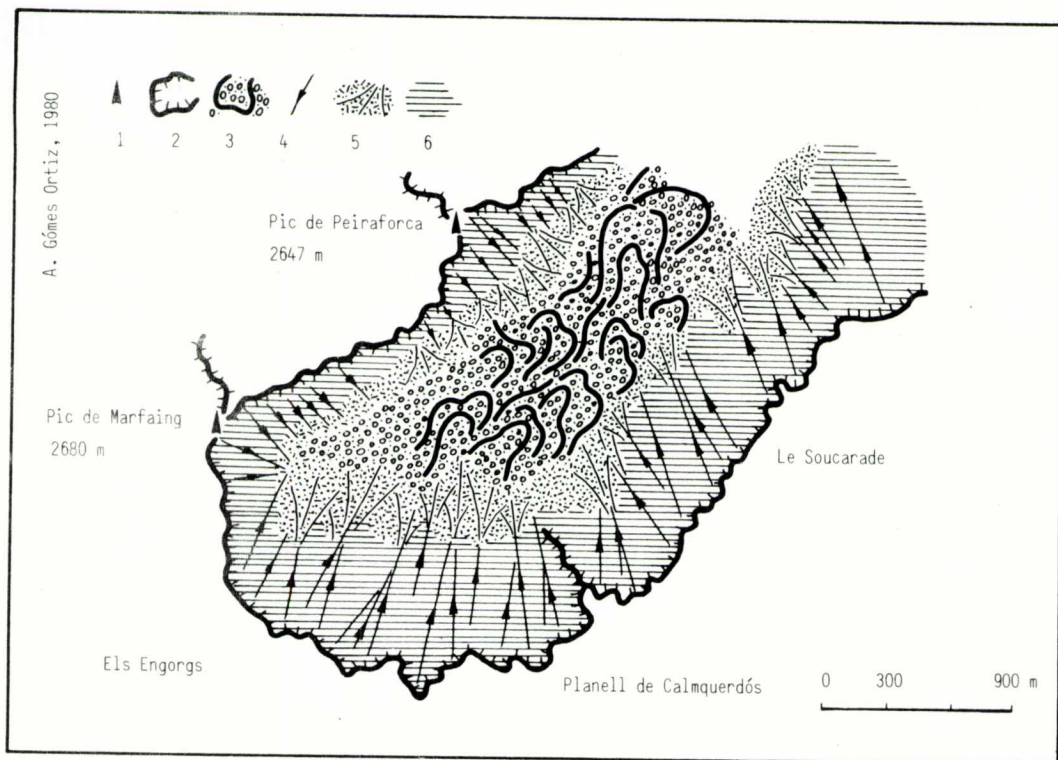 A. Gómes Ortiz, 1980
1 2 3 4 5 6
Pic de Peiraforca
2647 m
Pic de Marfaing
2680 m
Le Soucarade
Els Engorgs
Planell de Calmquerdós
0 300 900 m